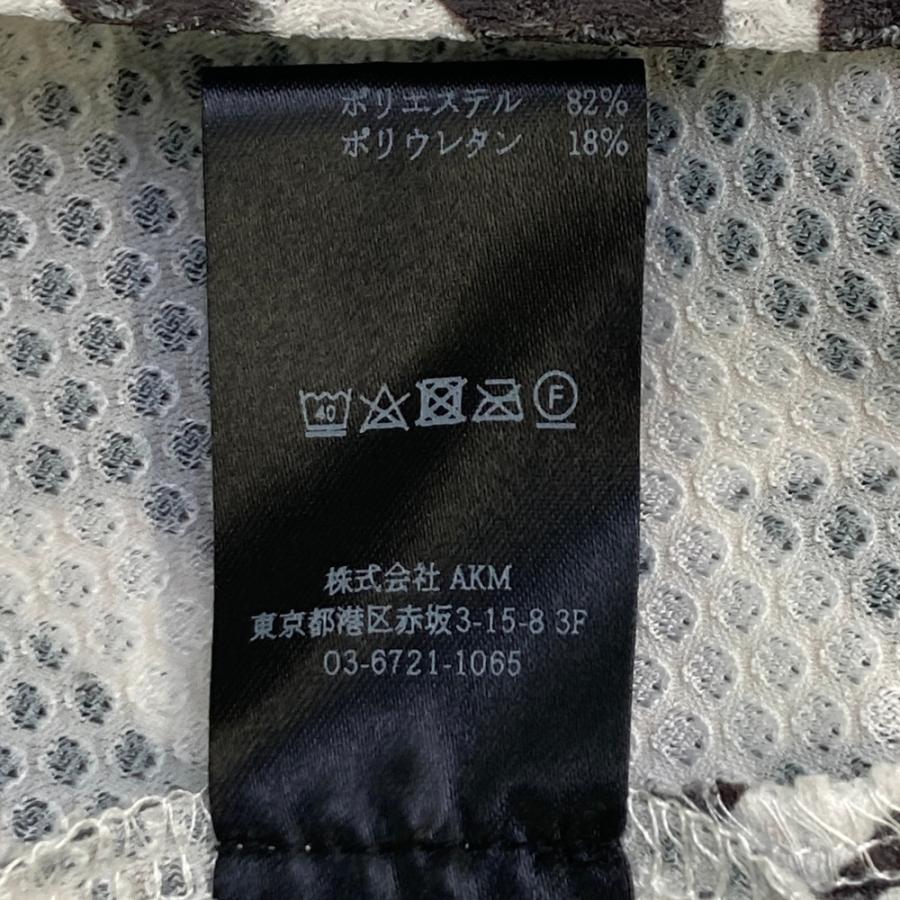 ポリエステル 82%
ポリウレタン 18%
40 F
株式会社 AKM
東京都港区赤坂3-15-8 3F
03-6721-1065